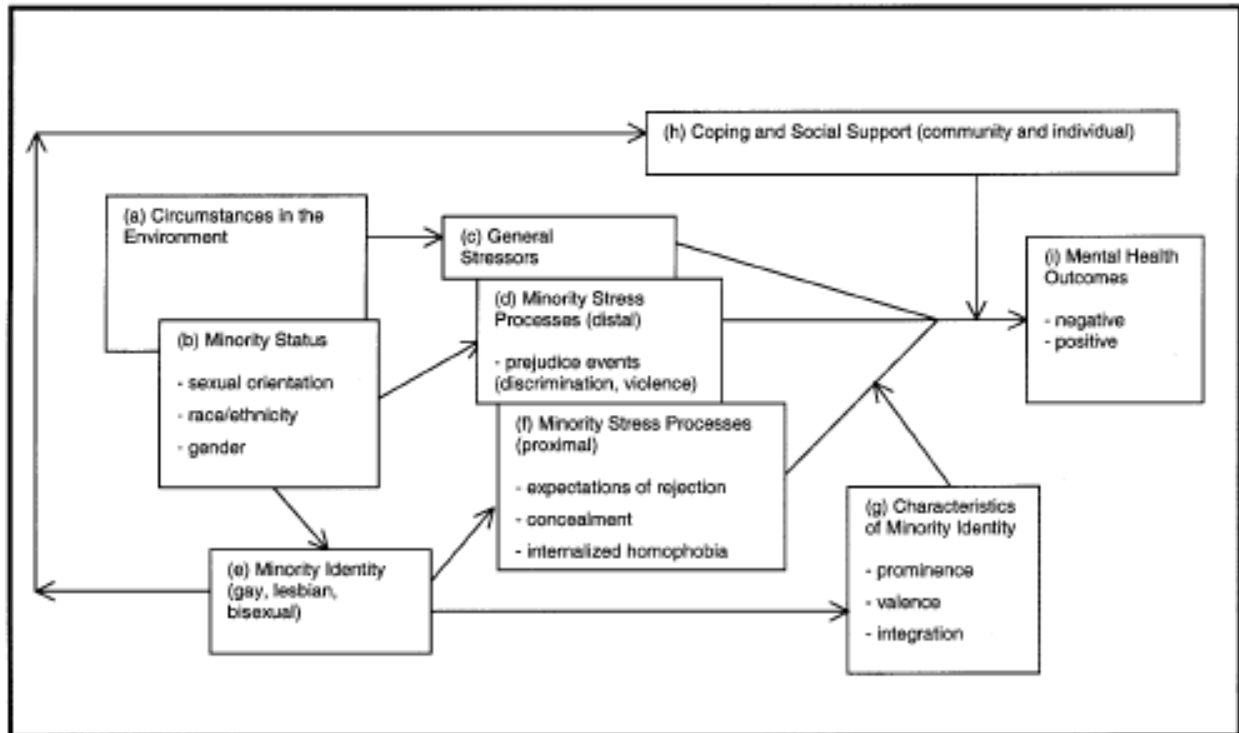 (h) Coping and Social Support (community and individual)
(a) Circumstances in the
Environment
(c) General
Stressors
(i) Mental Health
Outcomes
- negative
- positive
(d) Minority Stress
Processes (distal)
- prejudice events
(discrimination, violence)
(b) Minority Status
- sexual orientation
- race/ethnicity
- gender
(f) Minority Stress Processes
(proximal)
- expectations of rejection
- concealment
- internalized homophobia
(g) Characteristics
of Minority Identity
- prominence
- valence
- integration
(e) Minority Identity
(gay, lesbian,
bisexual)